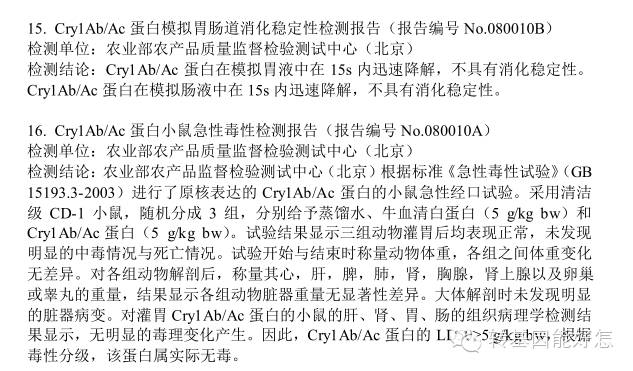 15. Cry1Ab/Ac 蛋白模拟胃肠道消化稳定性检测报告（报告编号 No.080010B）
检测单位：农业部农产品质量监督检验测试中心（北京）
检测结论：Cry1Ab/Ac 蛋白在模拟胃液中在 15s 内迅速降解，不具有消化稳定性。
Cry1Ab/Ac 蛋白在模拟肠液中在 15s 内迅速降解，不具有消化稳定性。
16. Cry1Ab/Ac 蛋白小鼠急性毒性检测报告（报告编号 No.080010A）
检测单位：农业部农产品质量监督检验测试中心（北京）
检测结论：农业部农产品质量监督检验测试中心（北京）根据标准《急性毒性试验》（GB
15193.3-2003）进行了原核表达的 Cry1Ab/Ac 蛋白的小鼠急性经口试验。采用清洁
级 CD-1 小鼠，随机分成 3 组，分别给予蒸馏水、牛血清白蛋白（5 g/kg bw）和
Cry1Ab/Ac 蛋白（5 g/kg bw）。试验结果显示三组动物灌胃后均表现正常，未发现
明显的中毒情况与死亡情况。试验开始与结束时称量动物体重，各组之间体重变化
无差异。对各组动物解剖后，称量其心，肝，脾，肺，肾，胸腺，肾上腺以及卵巢
或睾丸的重量，结果显示各组动物脏器重量无显著性差异。大体解剖时未发现明显
的脏器病变。对灌胃 Cry1Ab/Ac 蛋白的小鼠的肝、肾、胃、肠的组织病理学检测结
果显示，无明显的毒理变化产生。因此，Cry1Ab/Ac 蛋白的 >5 g/kg bw，根据
毒性分级，该蛋白属实际无毒。
转基因能好怎